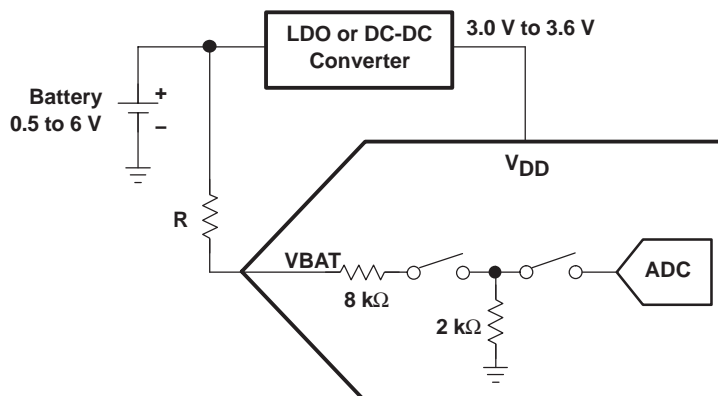 LDO or DC-DC
Converter
3.0 V to 3.6 V
Battery
0.5 to 6 V
+
–
VDD
R
VBAT
8 kΩ
2 kΩ
ADC